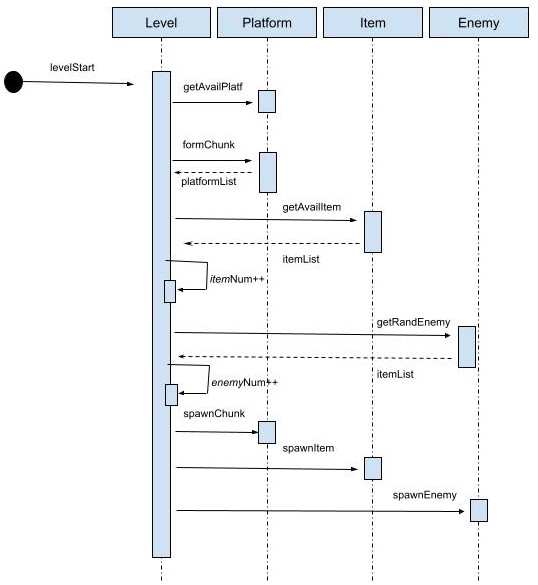 Level
Platform
Item
Enemy
levelStart
getAvailPlatf
formChunk
platformList
getAvailItem
itemList
itemNum++
getRandEnemy
itemList
enemyNum++
spawnChunk
spawnItem
spawnEnemy